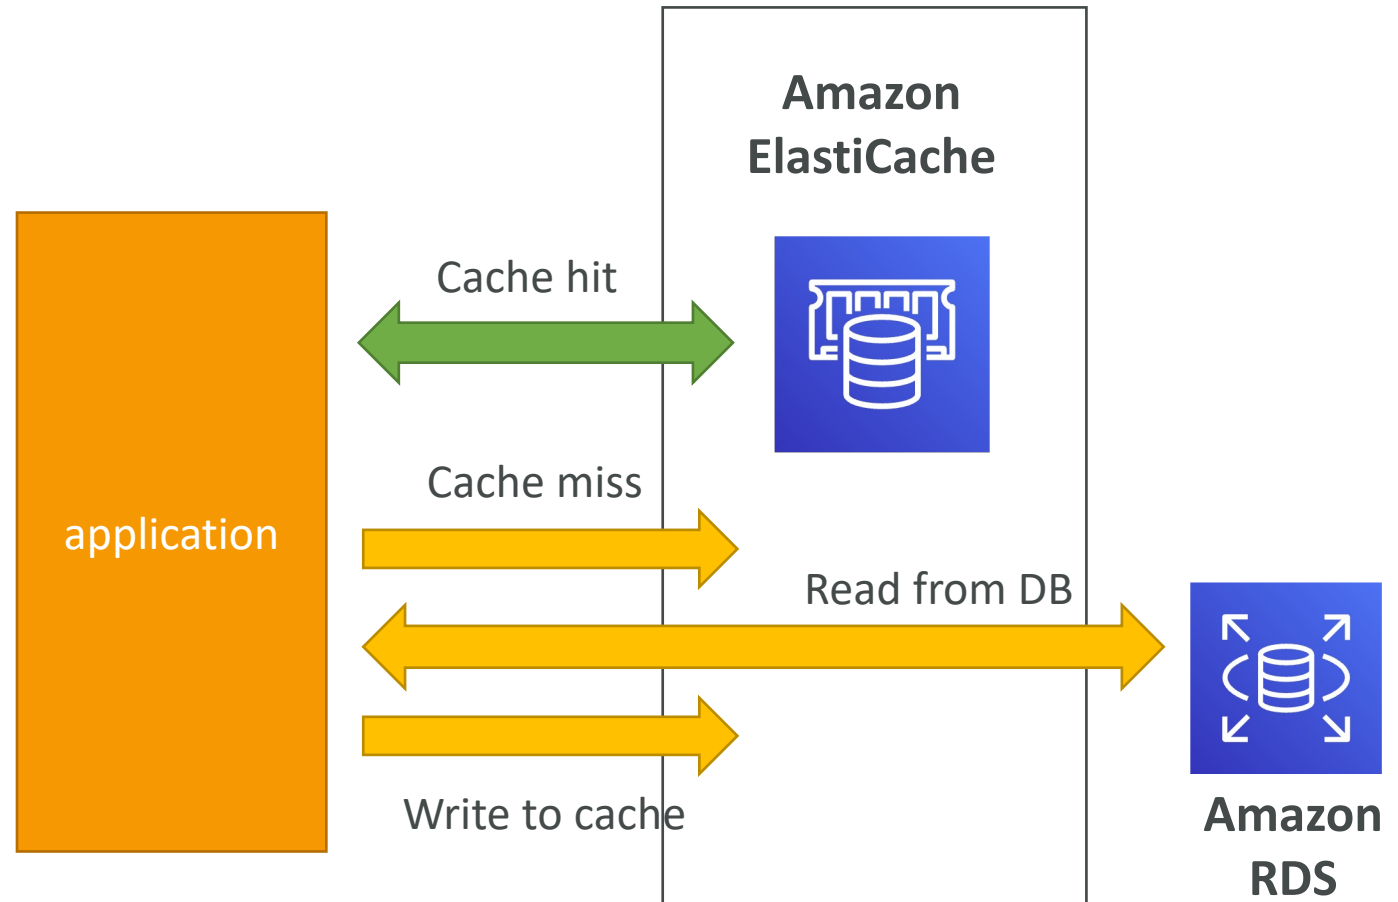 Amazon
ElastiCache
Cache hit
Cache miss
application
Read from DB
Write to cache
Amazon
RDS